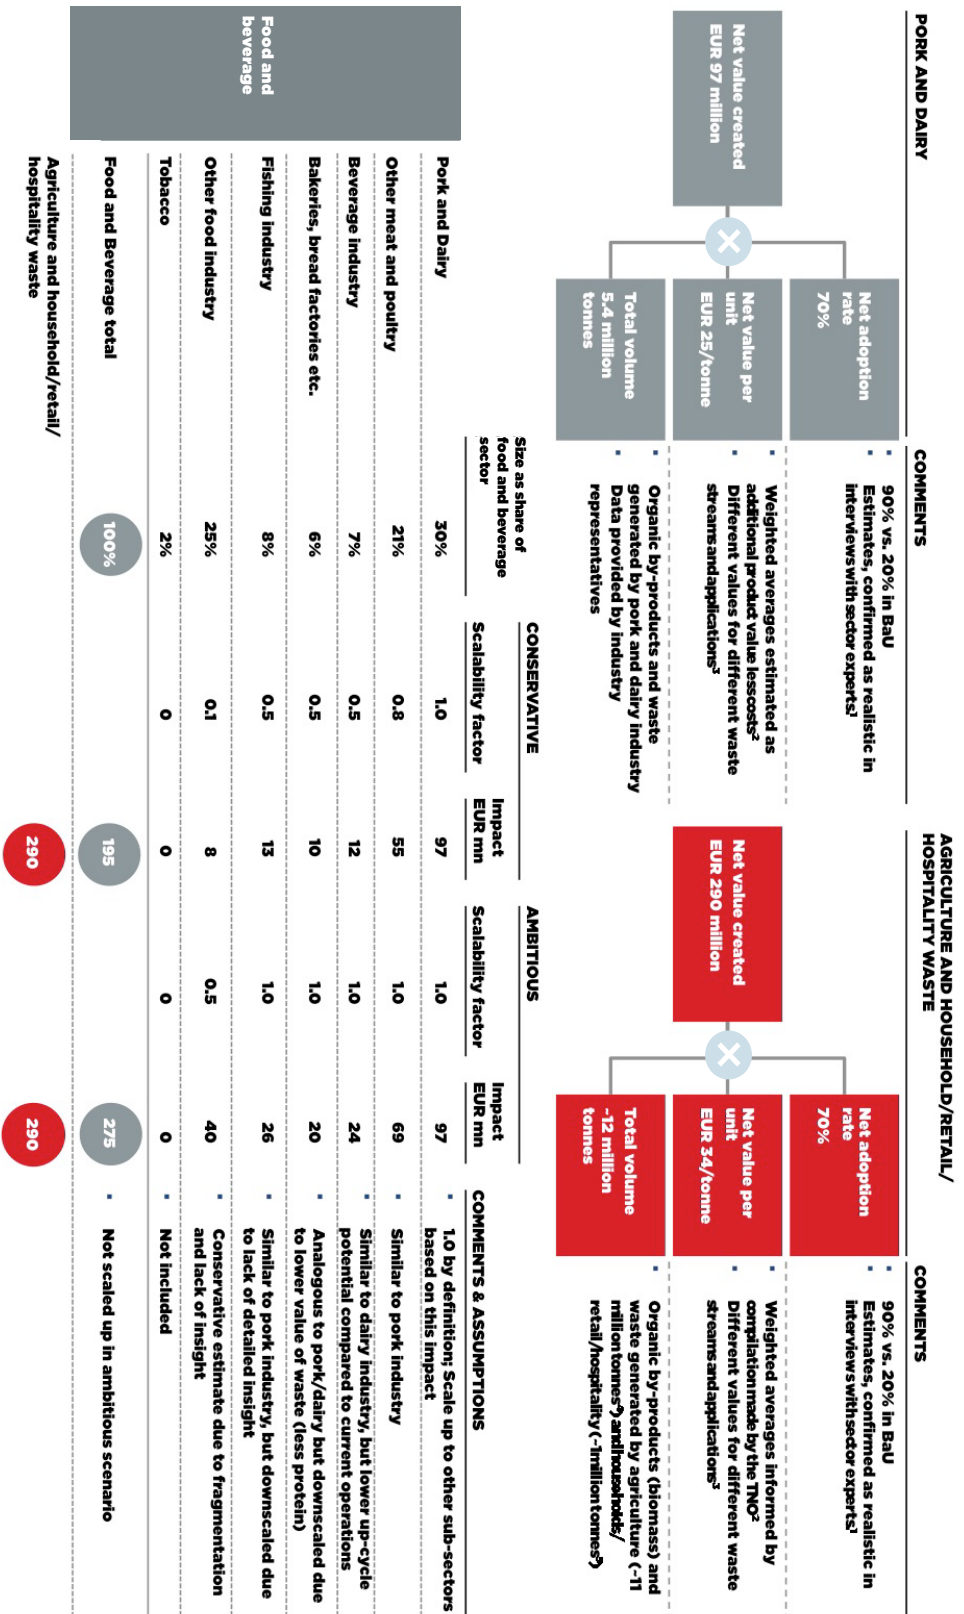 PORK AND DAIRY
COMMENTS
Net value created
EUR 97 million
Net adoption
rate
70%
90% vs. 20% in BaU
Estimates, confirmed as realistic in
interviews with sector experts.¹
Net value per
unit
EUR 25/tonne
Weighted averages estimated as
additional product value less costs²
Different values for different waste
streams and applications³
Total volume
5.4 million
tonnes
Organic by-products and waste
generated by pork and dairy industry
Data provided by industry
representatives
AGRICULTURE AND HOUSEHOLD/RETAIL/
HOSPITALITY WASTE
COMMENTS
Net value created
EUR 290 million
Net adoption
rate
70%
90% vs. 20% in BaU
Estimates, confirmed as realistic in
interviews with sector experts.¹
Net value per
unit
EUR 34/tonne
Weighted averages informed by
compilation made by the TNO²
Different values for different waste
streams and applications³
Total volume
~12 million
tonnes
Organic by-products (biomass) and
waste generated by agriculture (~11
million tonnes⁴) and households/
retail/hospitality (~1 million tonnes⁵)
CONSERVATIVE
AMBITIOUS
Size as share of
food and beverage
sector
Scalability factor
Impact
EUR mn
Scalability factor
Impact
EUR mn
COMMENTS & ASSUMPTIONS
Food and
beverage
Pork and Dairy 30% 1.0 97 1.0 97 1.0 by definition; Scale up to other sub-sectors
based on this impact
Other meat and poultry 21% 0.8 55 1.0 69 Similar to pork industry
Beverage industry 7% 0.5 12 1.0 24 Similar to dairy industry, but lower up-cycle
potential compared to current operations
Bakeries, bread factories etc. 6% 0.5 10 1.0 20 Analogous to pork/dairy but downscaled due
to lower value of waste (less protein)
Fishing industry 8% 0.5 13 1.0 26 Similar to pork industry, but downscaled due
to lack of detailed insight
Other food industry 25% 0.1 8 0.5 40 Conservative estimate due to fragmentation
and lack of insight
Tobacco 2% 0 0 0 0 Not included
Food and Beverage total 100% 195 275 Not scaled up in ambitious scenario
Agriculture and household/retail/
hospitality waste
290 290